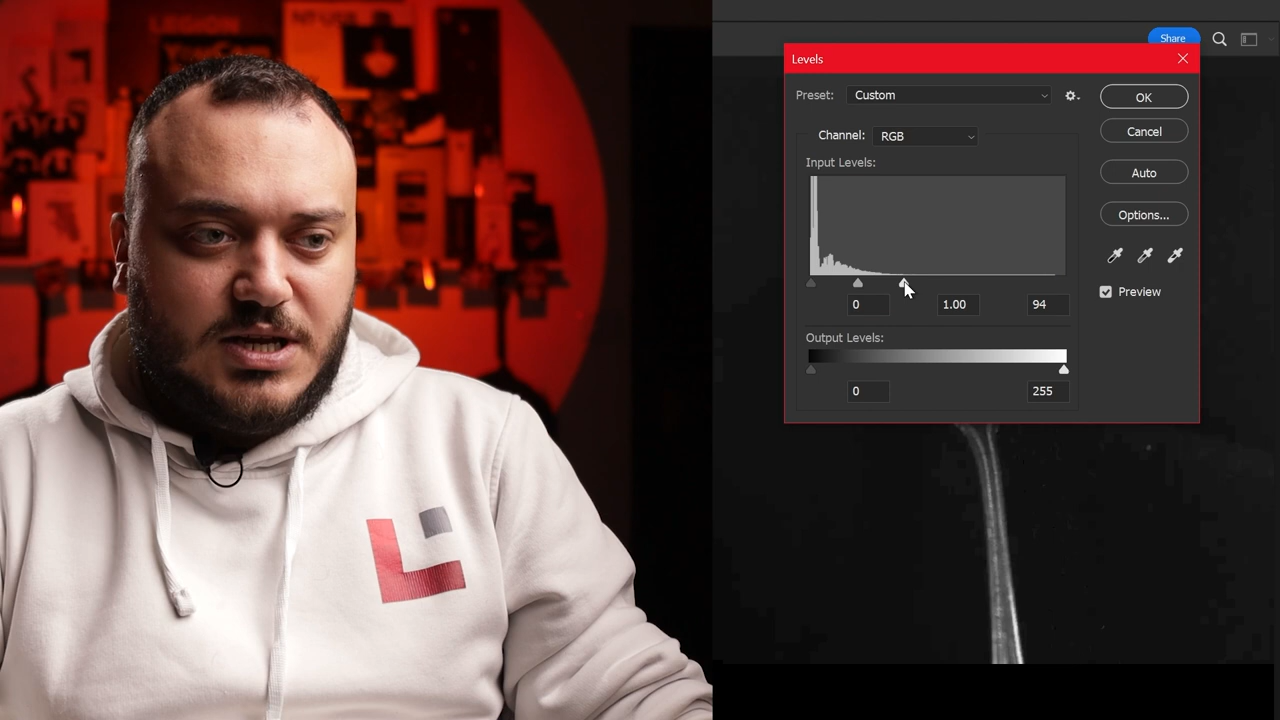 LEGION
Share
Levels
Preset:
Custom
OK
Channel:
RGB
Cancel
Input Levels:
Auto
Options...
Preview
0
1.00
94
Output Levels:
0
255